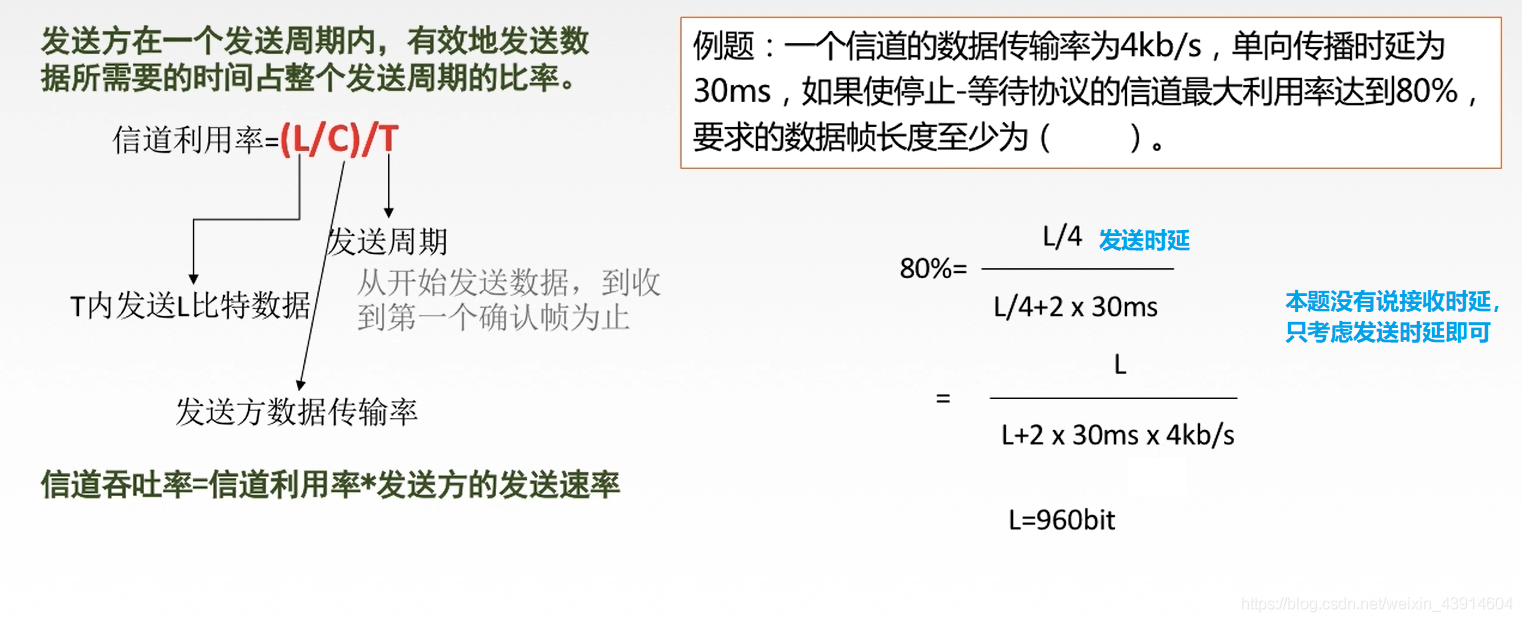 发送方在一个发送周期内，有效地发送数
据所需要的时间占整个发送周期的比率。
信道利用率=(L/C)/T
发送周期
从开始发送数据，到收
到第一个确认帧为止
T内发送L比特数据
发送方数据传输率
信道吞吐率=信道利用率*发送方的发送速率
例题：一个信道的数据传输率为4kb/s，单向传播时延为
30ms，如果使停止-等待协议的信道最大利用率达到80%，
要求的数据帧长度至少为（ ）。
L/4 发送时延
80%=
L/4+2 x 30ms
本题没有说接收时延，
只考虑发送时延即可
L
=
L+2 x 30ms x 4kb/s
L=960bit
https://blog.csdn.net/weixin_43914604